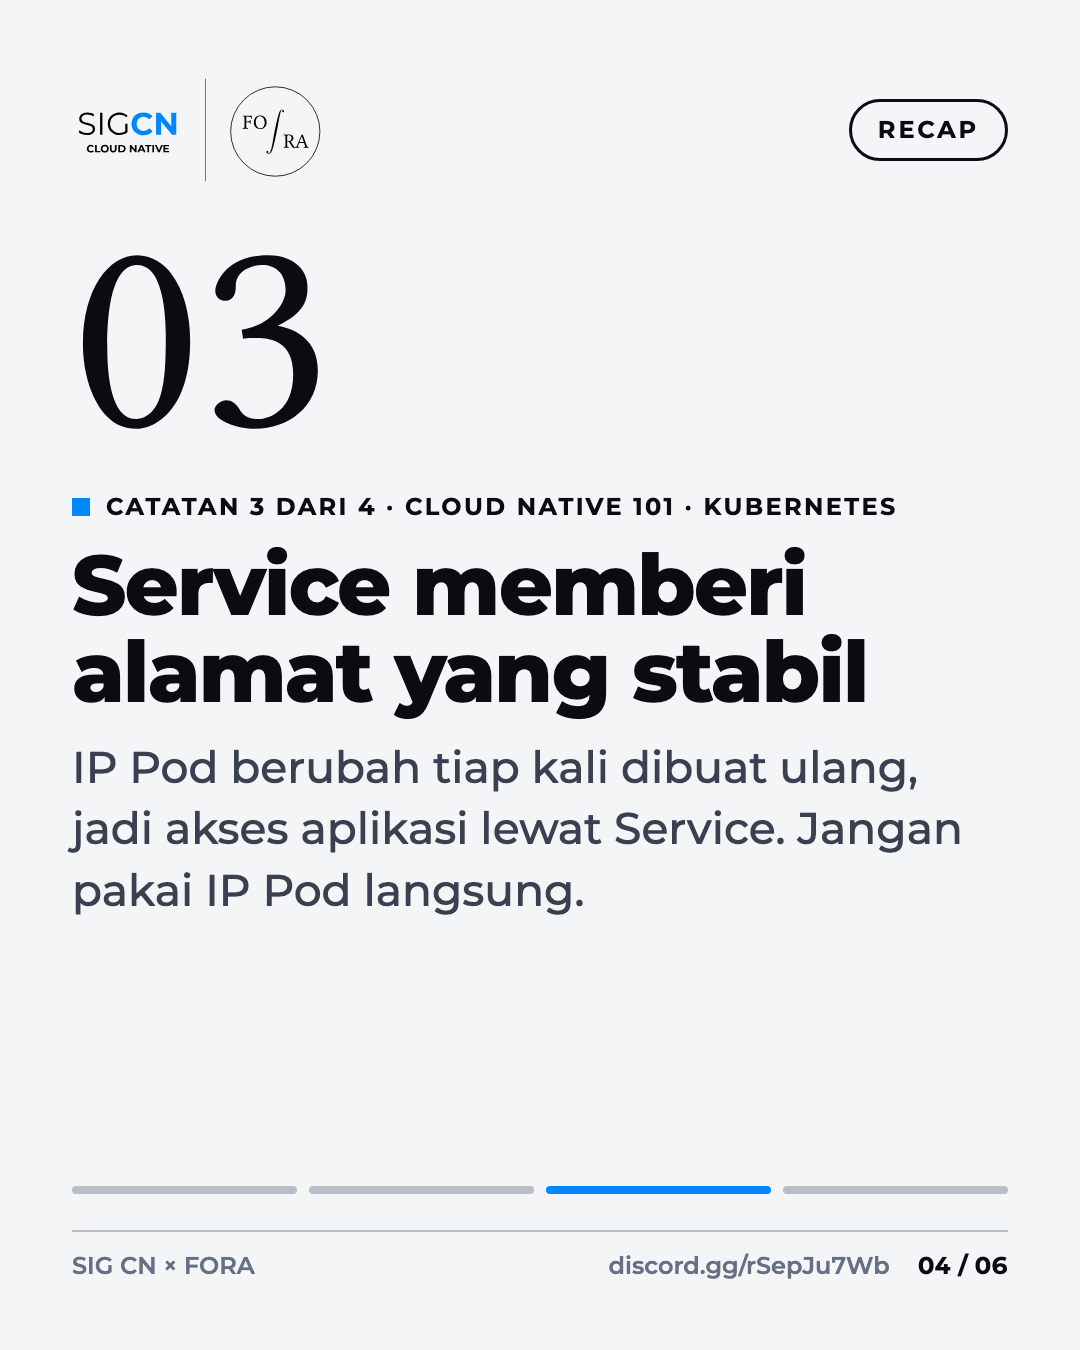 SIGCN
CLOUD NATIVE
FO RA
RECAP
03
CATATAN 3 DARI 4 · CLOUD NATIVE 101 · KUBERNETES
Service memberi
alamat yang stabil
IP Pod berubah tiap kali dibuat ulang,
jadi akses aplikasi lewat Service. Jangan
pakai IP Pod langsung.
SIG CN × FORA
discord.gg/rSepJu7Wb
04 / 06